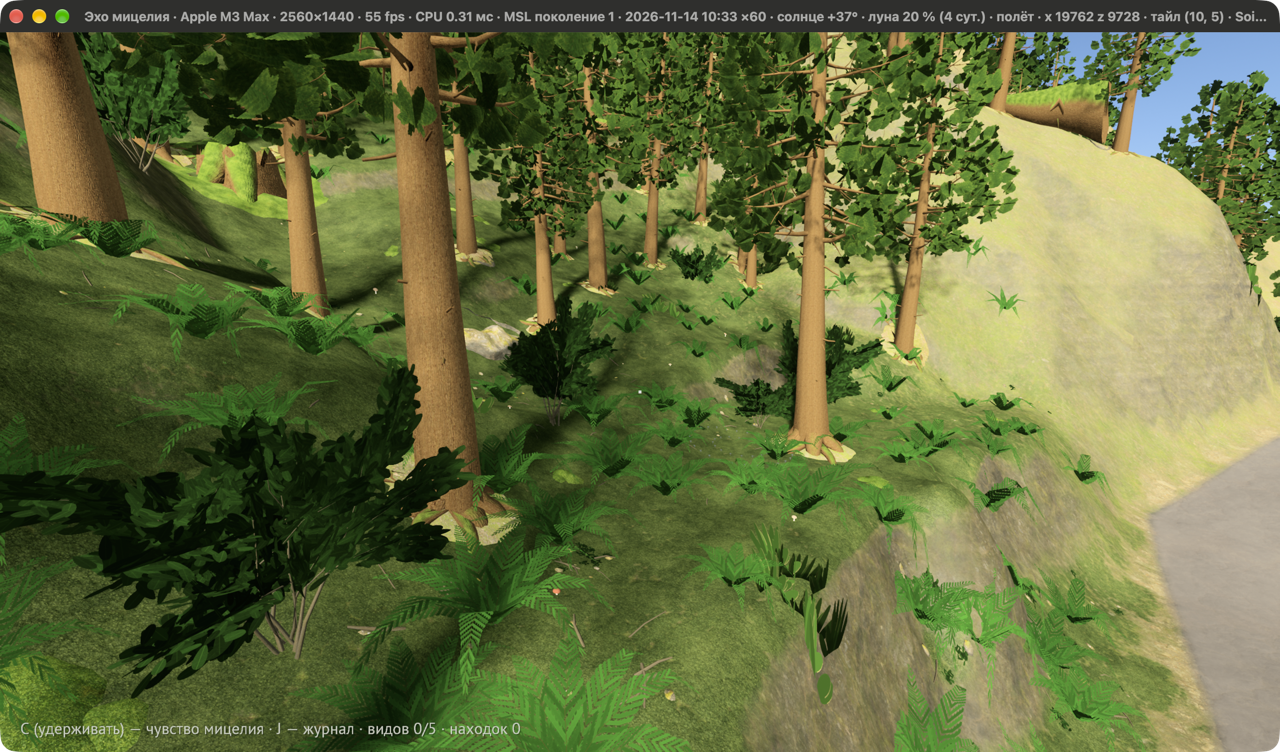 Эхо мицелия · Apple M3 Max · 2560×1440 · 55 fps · CPU 0.31 мс · MSL поколение 1 · 2026-11-14 10:33 ×60 · солнце +37° · луна 20 % (4 сут.) · полёт · x 19762 z 9728 · тайл (10, 5) · Soi...
C (удерживать) — чувство мицелия · J — журнал · видов 0/5 · находок 0